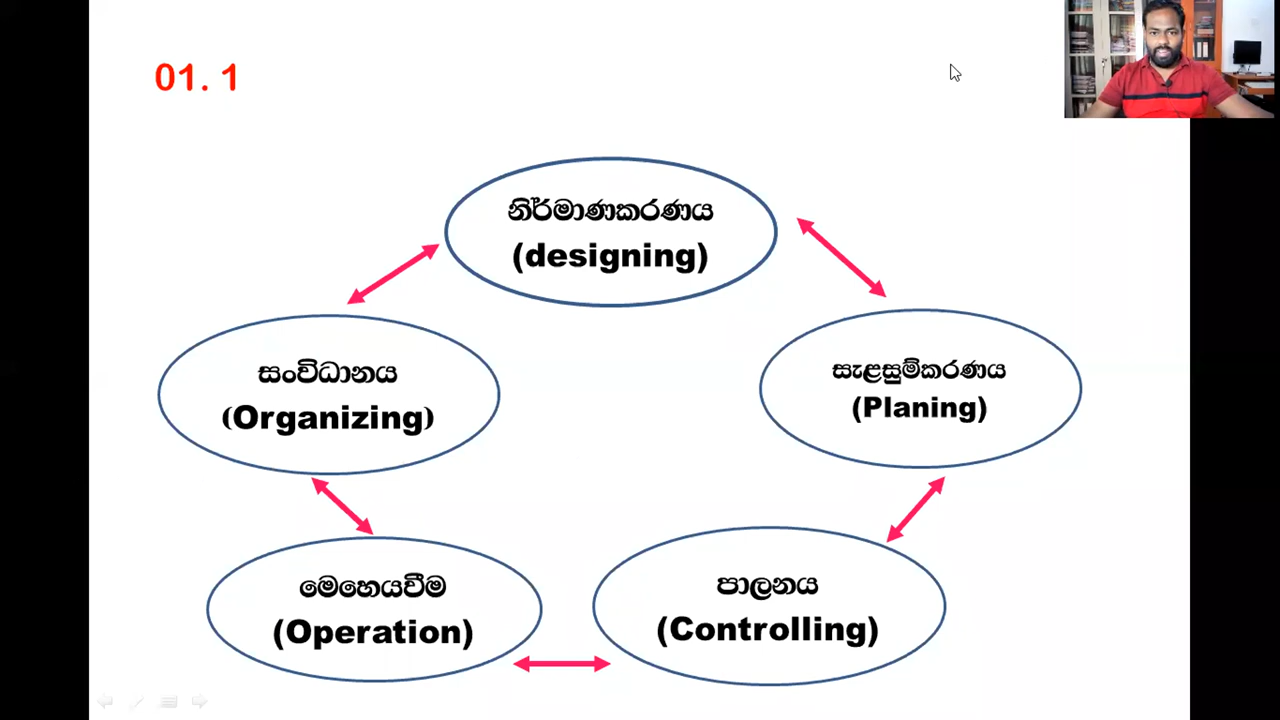 01. 1
නිර්මාණකරණය
(designing)
සංවිධානය
(Organizing)
සැළසුම්කරණය
(Planing)
මෙහෙයවීම
(Operation)
පාලනය
(Controlling)